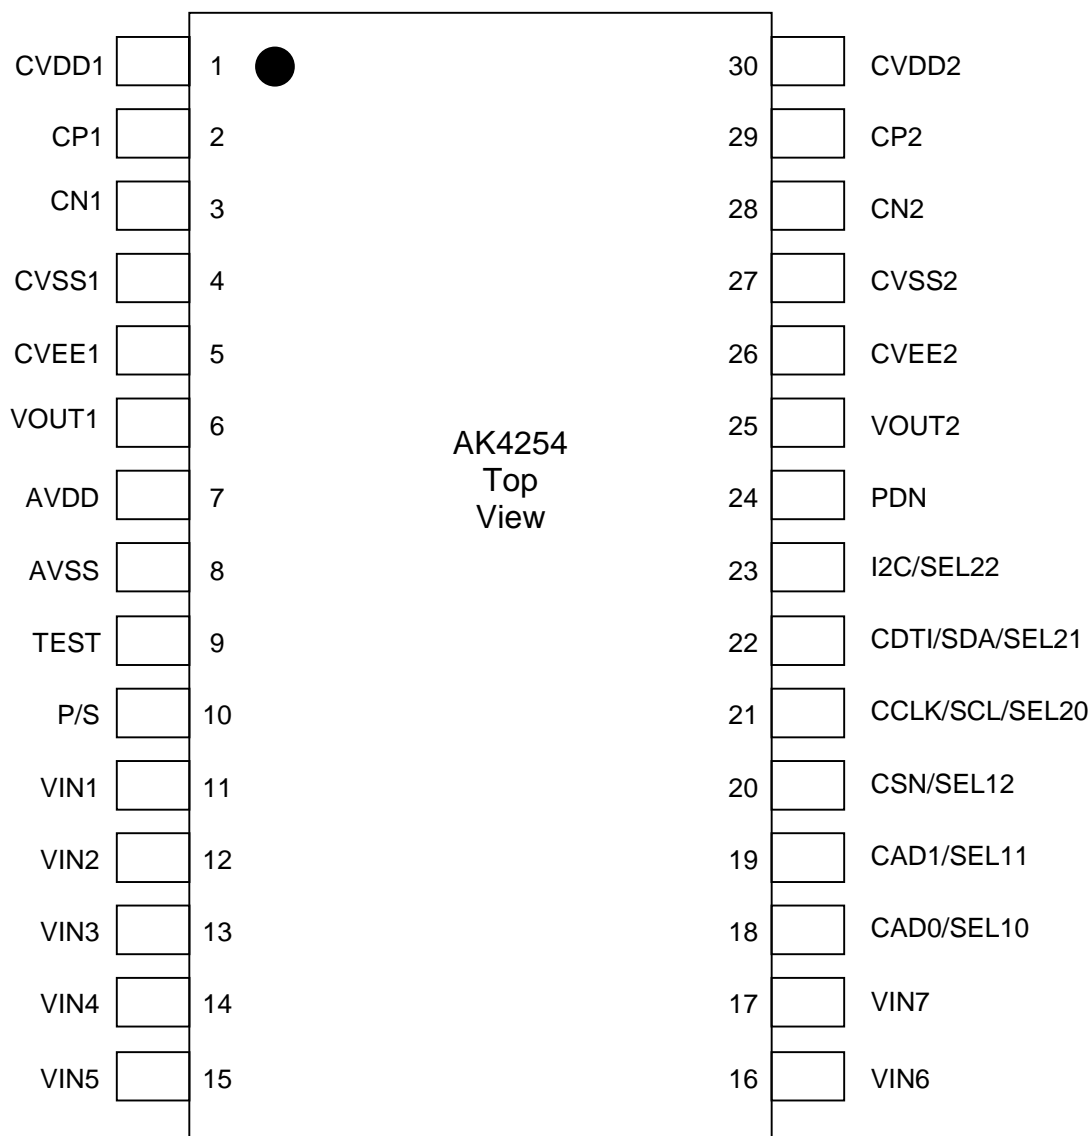 CVDD1 1 30 CVDD2
CP1 2 29 CP2
CN1 3 28 CN2
CVSS1 4 27 CVSS2
CVEE1 5 26 CVEE2
VOUT1 6 25 VOUT2
AK4254
Top
View
AVDD 7 24 PDN
AVSS 8 23 I2C/SEL22
TEST 9 22 CDTI/SDA/SEL21
P/S 10 21 CCLK/SCL/SEL20
VIN1 11 20 CSN/SEL12
VIN2 12 19 CAD1/SEL11
VIN3 13 18 CAD0/SEL10
VIN4 14 17 VIN7
VIN5 15 16 VIN6